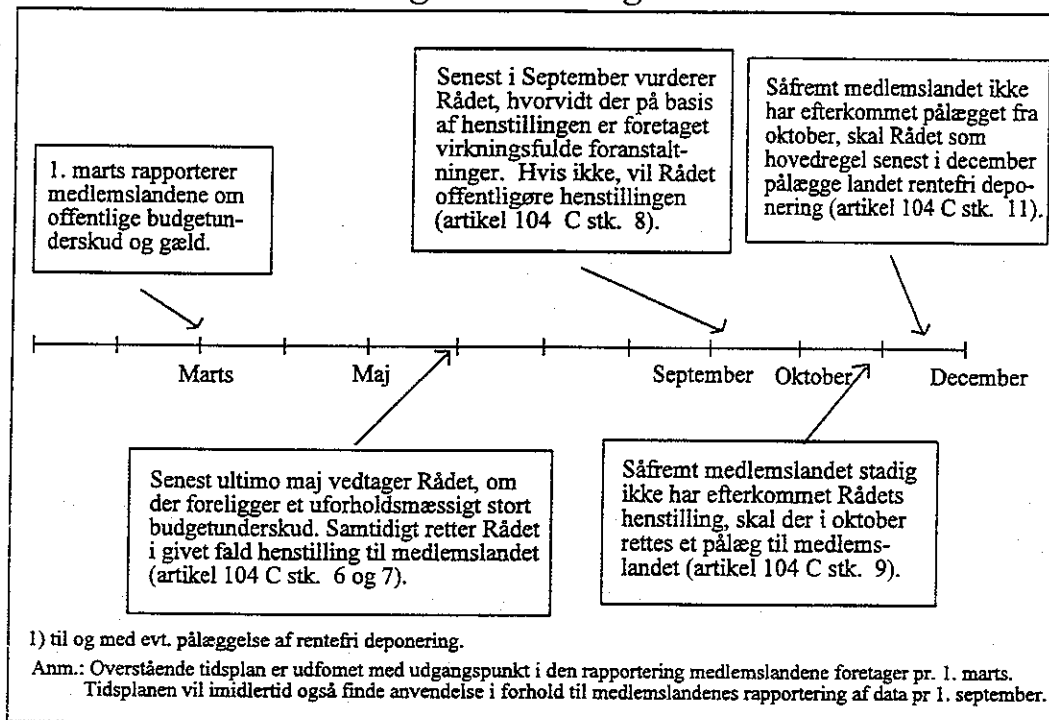 1. marts rapporterer
medlemslandene om
offentlige budgetun-
derskud og gæld.
Senest i September vurderer
Rådet, hvorvidt der på basis
af henstillingen er foretaget
virkningsfulde foranstalt-
ninger. Hvis ikke, vil Rådet
offentligøre henstillingen
(artikel 104 C stk. 8).
Såfremt medlemslandet ikke
har efterkommet pålægget fra
oktober, skal Rådet som
hovedregel senest i december
pålægge landet rentefri depo-
nering (artikel 104 C stk. 11).
Marts Maj September Oktober December
Senest ultimo maj vedtager Rådet, om
der foreligger et uforholdsmæssigt stort
budgetunderskud. Samtidigt retter Rådet
i givet fald henstilling til medlemslandet
(artikel 104 C stk. 6 og 7).
Såfremt medlemslandet stadig
ikke har efterkommet Rådets
henstilling, skal der i oktober
rettes et pålæg til medlems-
landet (artikel 104 C stk. 9).
1) til og med evt. pålæggelse af rentefri deponering.
Anm.: Overstående tidsplan er udfomet med udgangspunkt i den rapportering medlemslandene foretager pr. 1. marts.
Tidsplanen vil imidlertid også finde anvendelse i forhold til medlemslandenes rapportering af data pr 1. september.